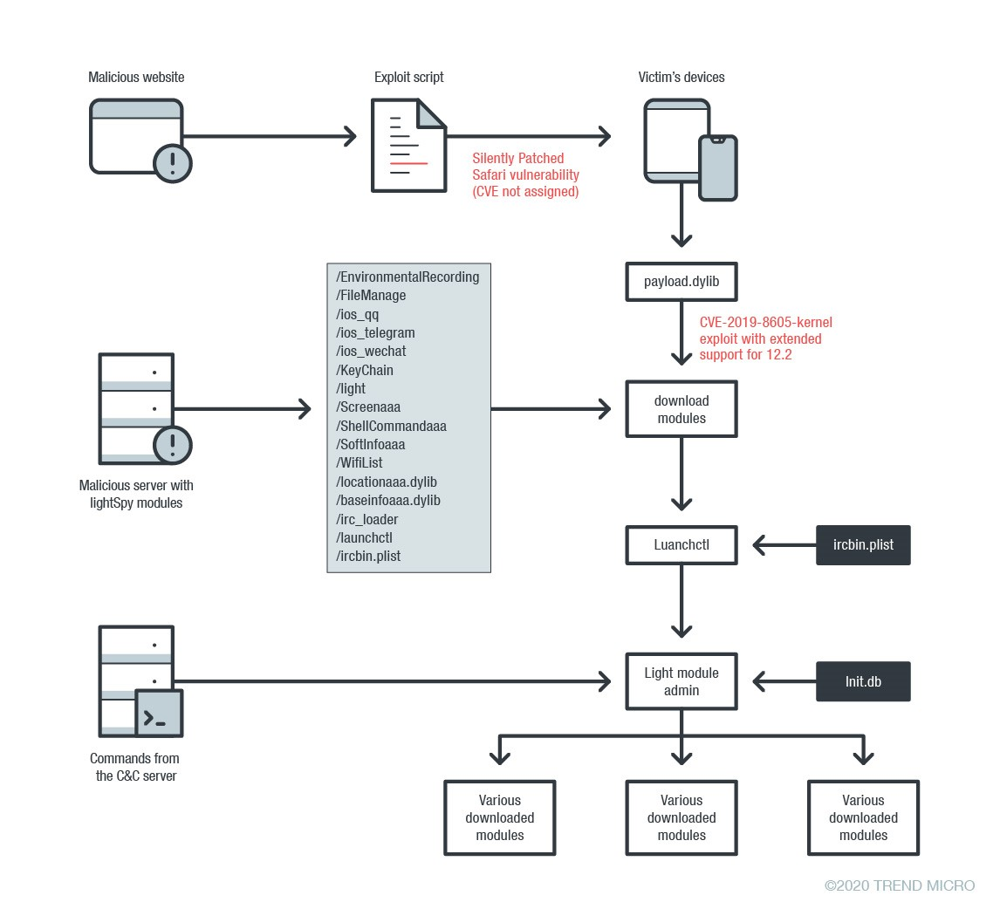 Malicious website
Exploit script
Victim's devices
Silently Patched
Safari vulnerability
(CVE not assigned)
payload.dylib
CVE-2019-8605-kernel
exploit with extended
support for 12.2
/EnvironmentalRecording
/FileManage
/ios_qq
/ios_telegram
/ios_wechat
/KeyChain
/light
/Screenaaa
/ShellCommandaaa
/SoftInfoaaa
/WifiList
/locationaaa.dylib
/baseinfoaaa.dylib
/irc_loader
/launchctl
/ircbin.plist
Malicious server with
lightSpy modules
download
modules
Luanchctl
ircbin.plist
Light module
admin
Init.db
>_
Commands from
the C&C server
Various
downloaded
modules
Various
downloaded
modules
Various
downloaded
modules
©2020 TREND MICRO